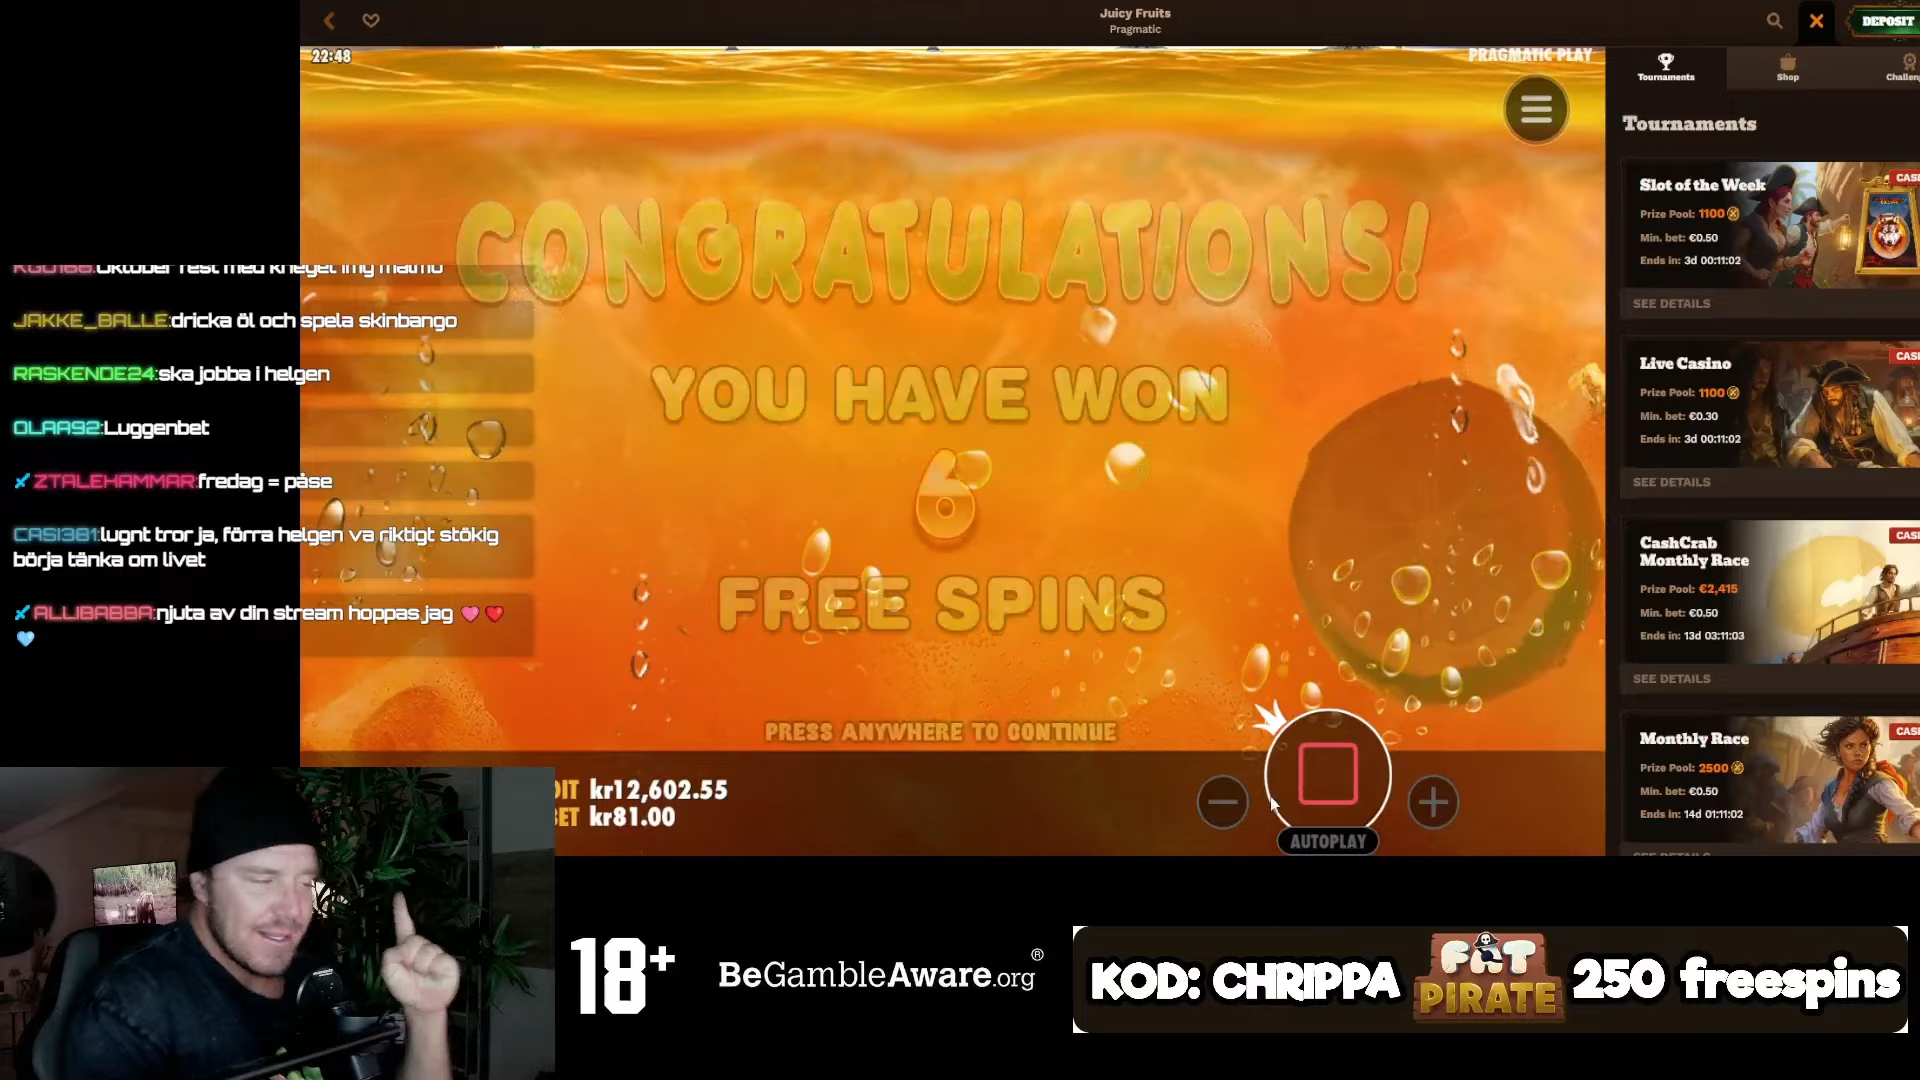 Juicy Fruits
Pragmatic
DEPOSIT
22:48
PRAGMATIC PLAY
Tournaments
Shop
Tournaments
CONGRATULATIONS!
YOU HAVE WON
6
FREE SPINS
PRESS ANYWHERE TO CONTINUE
JAKKE_BALLE:dricka öl och spela skinbango
RASKENDE24:ska jobba i helgen
OLAA92:Luggenbet
ZTALEHAMMAR:fredag = påse
CASI381:lugnt tror ja, förra helgen va riktigt stökig
börja tänka om livet
ALLIBABBA:njuta av din stream hoppas jag
Slot of the Week
Prize Pool: 1100
Min. bet: €0.50
Ends in: 3d 00:11:02
SEE DETAILS
Live Casino
Prize Pool: 1100
Min. bet: €0.30
Ends in: 3d 00:11:02
SEE DETAILS
CashCrab
Monthly Race
Prize Pool: €2,415
Min. bet: €0.50
Ends in: 13d 03:11:03
SEE DETAILS
Monthly Race
Prize Pool: 2500
Min. bet: €0.50
Ends in: 14d 01:11:02
kr12,602.55
kr81.00
AUTOPLAY
18+
BeGambleAware.org®
KOD: CHRIPPA
FAT
PIRATE
250 freespins